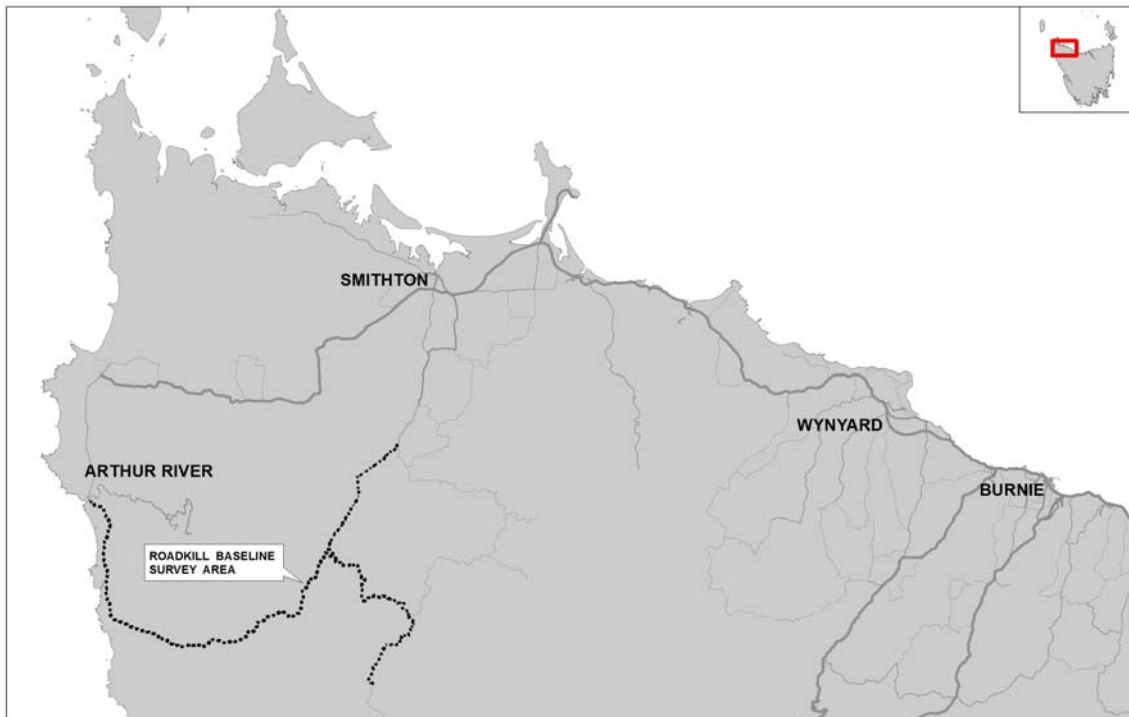 SMITHTON
WYNYARD
ARTHUR RIVER
BURNIE
ROADKILL BASELINE
SURVEY AREA